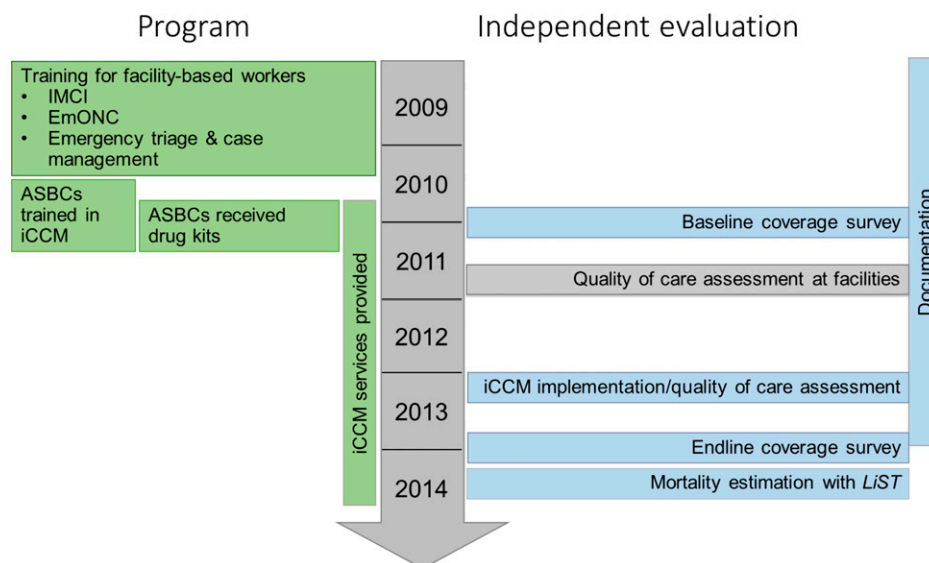 Program
Independent evaluation
Training for facility-based workers
• IMCI
• EmONC
• Emergency triage & case
management
ASBCs
trained in
iCCM
ASBCs received
drug kits
iCCM services provided
2009
2010
2011
2012
2013
2014
Baseline coverage survey
Quality of care assessment at facilities
iCCM implementation/quality of care assessment
Endline coverage survey
Mortality estimation with LiST
Documentation